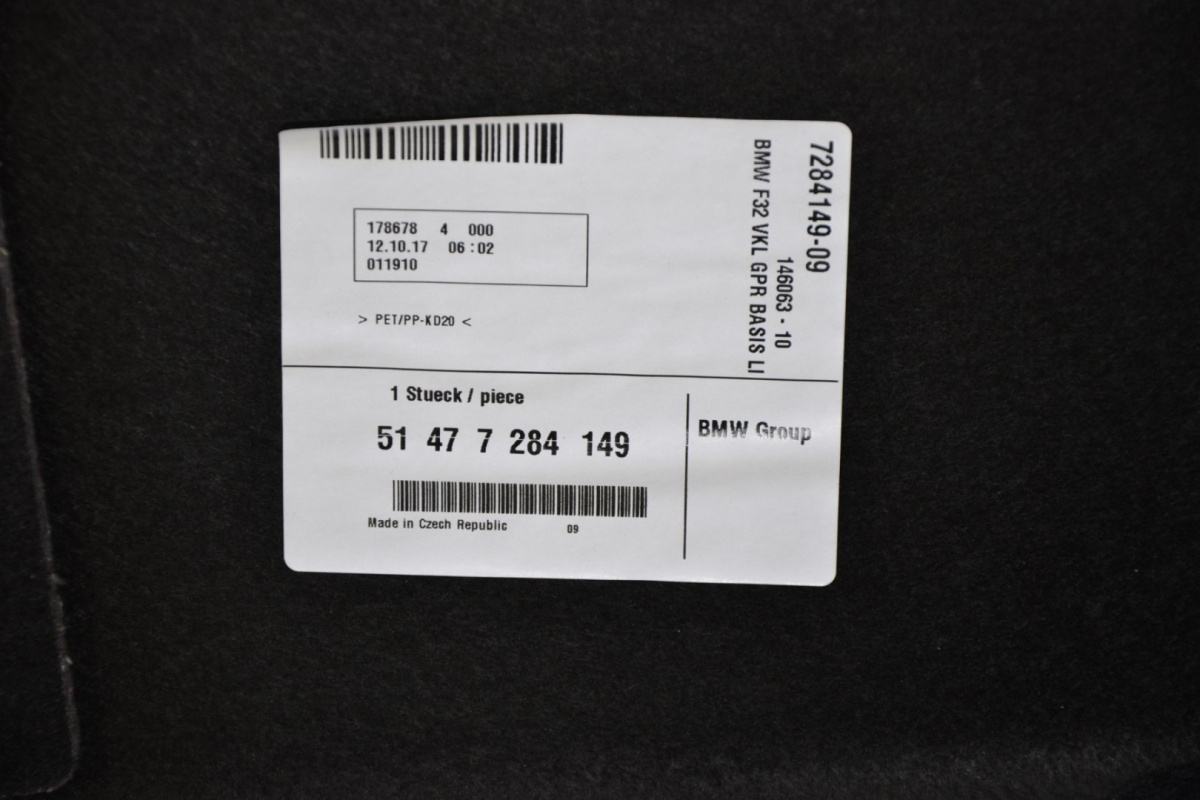 178678 4 000
12.10.17 06:02
011910
> PET/PP-KD20 <
7284149-09
146063 - 10
BMW F32 VKL GPR BASIS LI
1 Stueck / piece
51 47 7 284 149
Made in Czech Republic 09
BMW Group